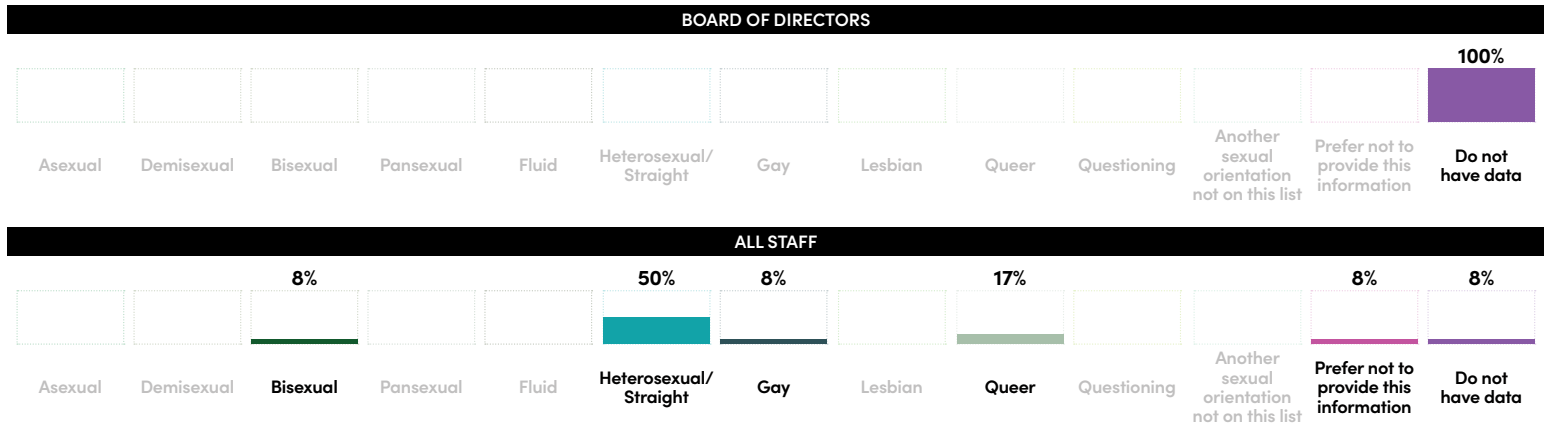 BOARD OF DIRECTORS
100%
Asexual
Demisexual
Bisexual
Pansexual
Fluid
Heterosexual/
Straight
Gay
Lesbian
Queer
Questioning
Another
sexual
orientation
not on this list
Prefer not to
provide this
information
Do not
have data
ALL STAFF
8%
50%
8%
17%
8%
8%
Asexual
Demisexual
Bisexual
Pansexual
Fluid
Heterosexual/
Straight
Gay
Lesbian
Queer
Questioning
Another
sexual
orientation
not on this list
Prefer not to
provide this
information
Do not
have data